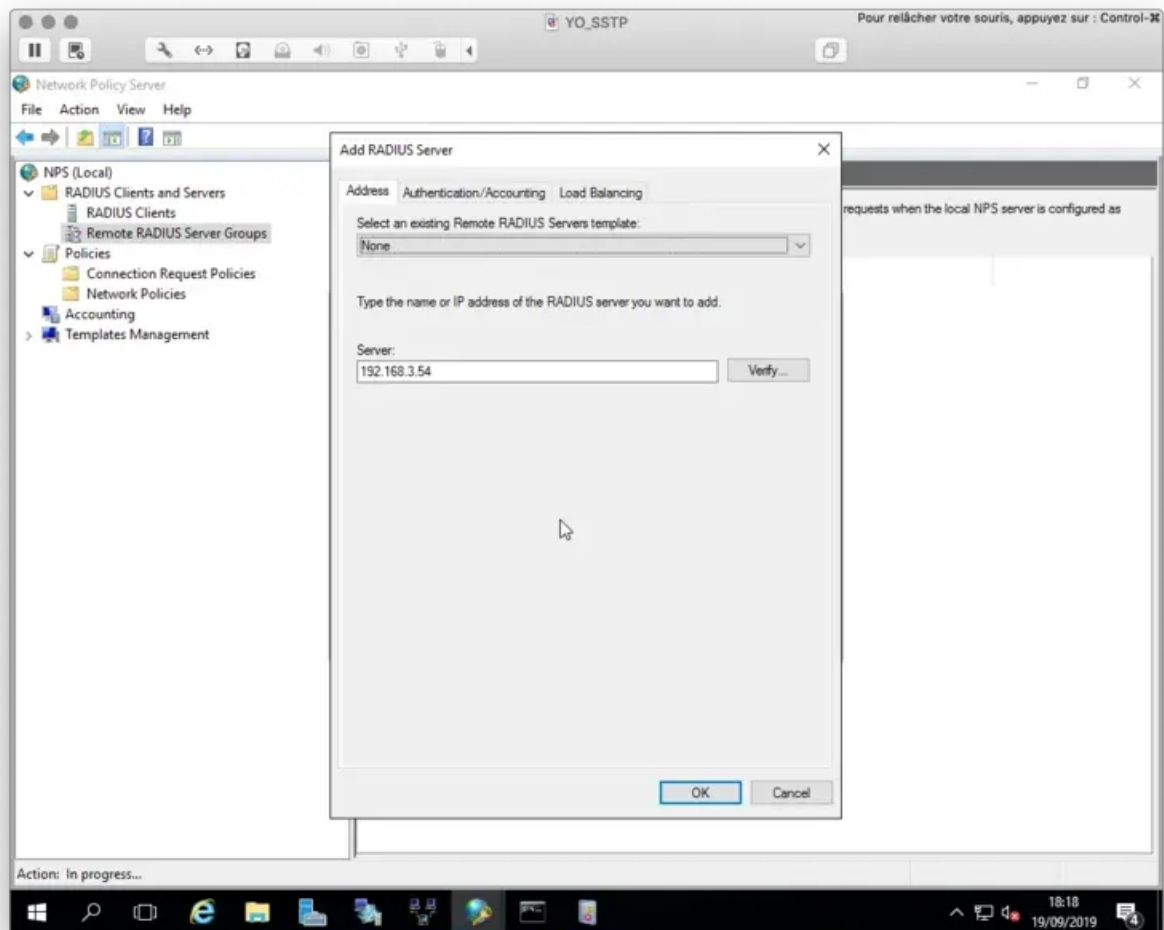 YO_SSTP
Pour relâcher votre souris, appuyez sur : Control-⌘
Network Policy Server
File Action View Help
NPS (Local)
RADIUS Clients and Servers
RADIUS Clients
Remote RADIUS Server Groups
Policies
Connection Request Policies
Network Policies
Accounting
Templates Management
Add RADIUS Server
Address Authentication/Accounting Load Balancing
Select an existing Remote RADIUS Servers template:
None
Type the name or IP address of the RADIUS server you want to add.
Server:
192.168.3.54 Verify...
OK Cancel
requests when the local NPS server is configured as
Action: In progress...
18:18
19/09/2019
4